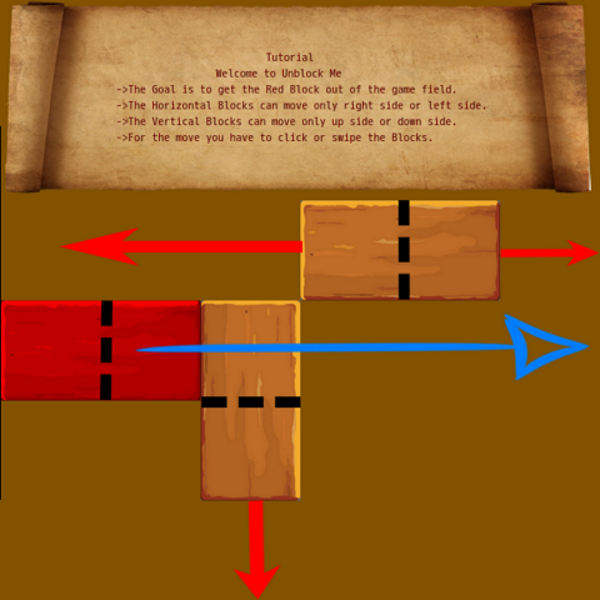 Tutorial
Welcome to Unblock Me
->The Goal is to get the Red Block out of the game field.
->The Horizontal Blocks can move only right side or left side.
->The Vertical Blocks can move only up side or down side.
->For the move you have to click or swipe the Blocks.